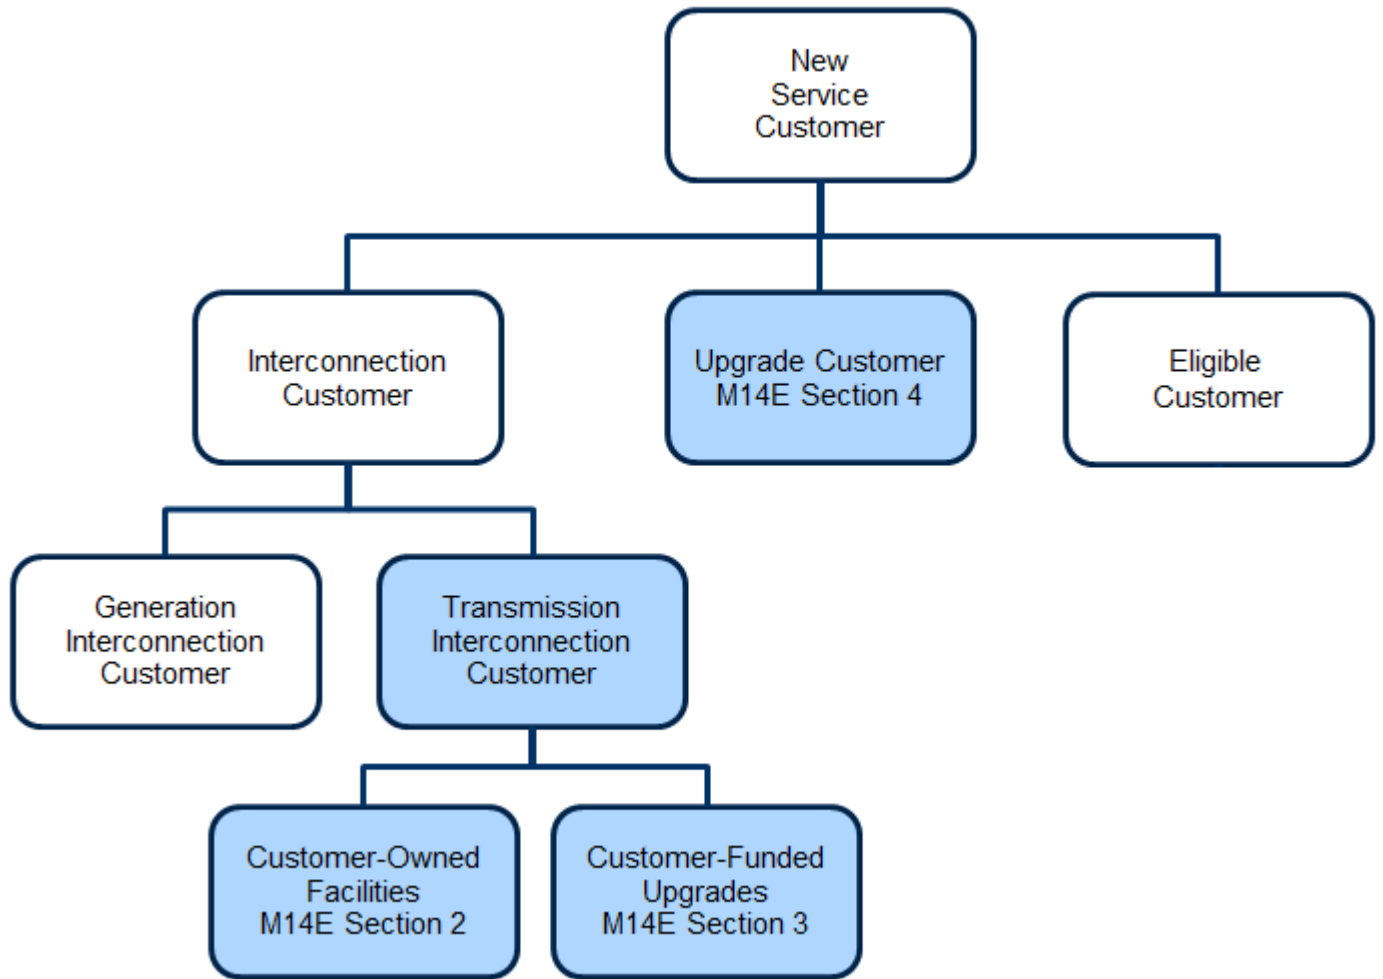 New
Service
Customer
Interconnection
Customer
Upgrade Customer
M14E Section 4
Eligible
Customer
Generation
Interconnection
Customer
Transmission
Interconnection
Customer
Customer-Owned
Facilities
M14E Section 2
Customer-Funded
Upgrades
M14E Section 3